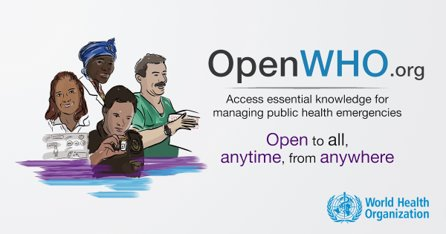 OpenWHO.org
Access essential knowledge for
managing public health emergencies
Open to all,
anytime, from anywhere
World Health
Organization